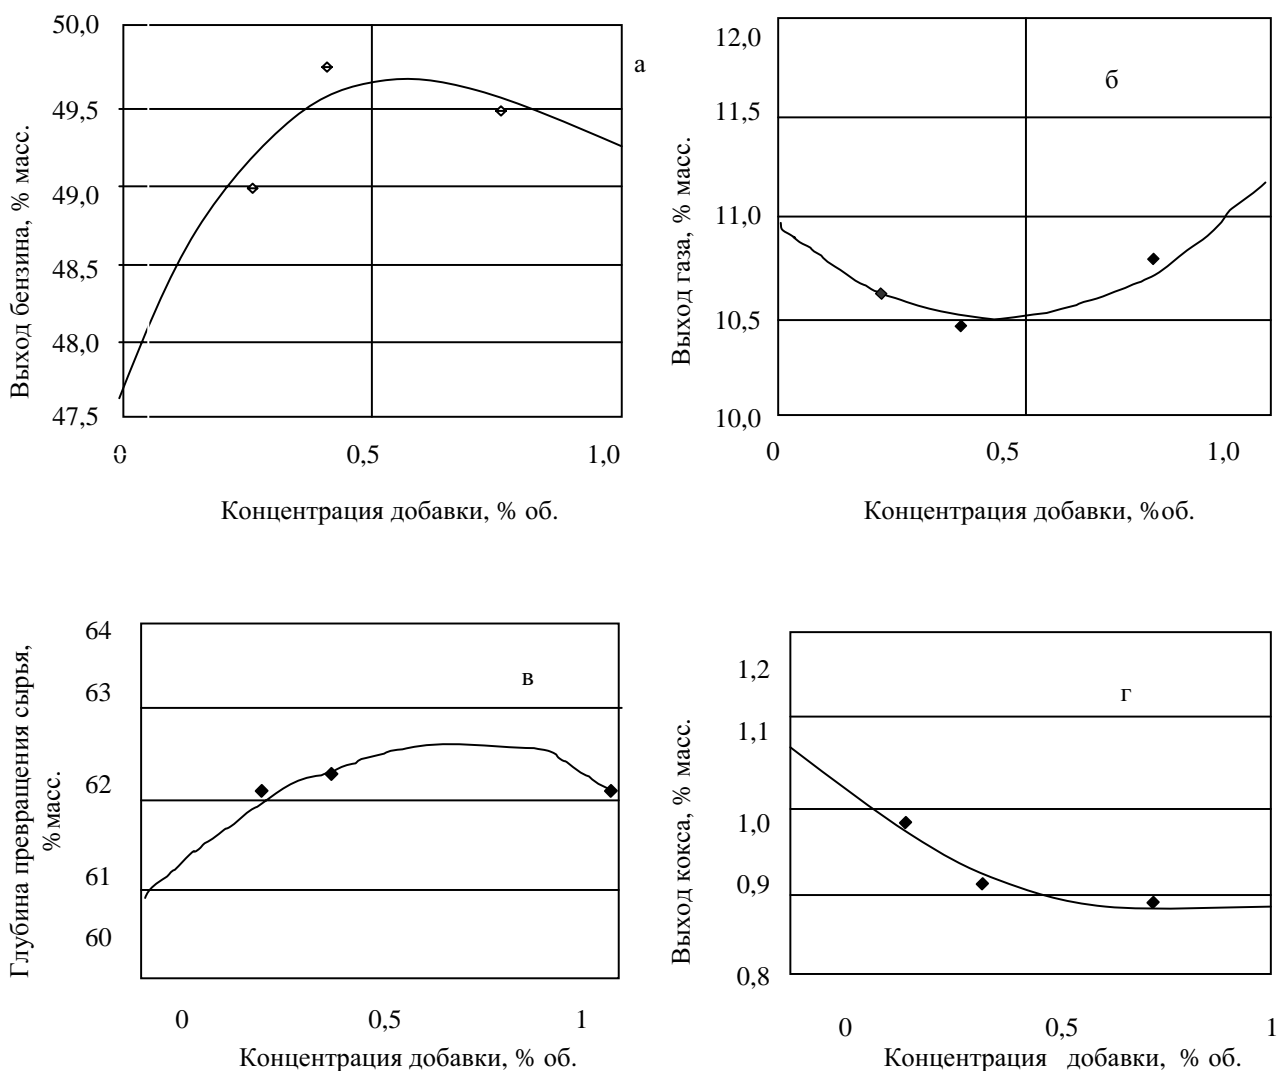 50,0
49,5
49,0
48,5
48,0
47,5
Выход бензина, % масс.
а
0
0,5
1,0
Концентрация добавки, % об.
12,0
11,5
11,0
10,5
10,0
Выход газа, % масс.
б
0
0,5
1,0
Концентрация добавки, %об.
64
63
62
61
60
Глубина превращения сырья,
%масс.
в
0
0,5
1
Концентрация добавки, % об.
1,2
1,1
1,0
0,9
0,8
Выход кокса, % масс.
г
0
0,5
1
Концентрация добавки, % об.